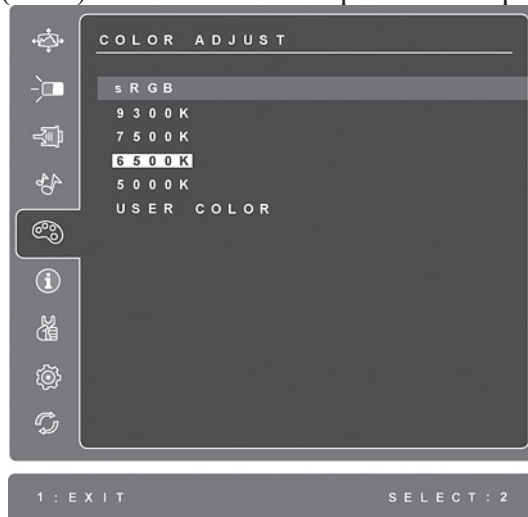 COLOR ADJUST
sRGB
9300K
7500K
6500K
5000K
USER COLOR
1:EXIT SELECT:2